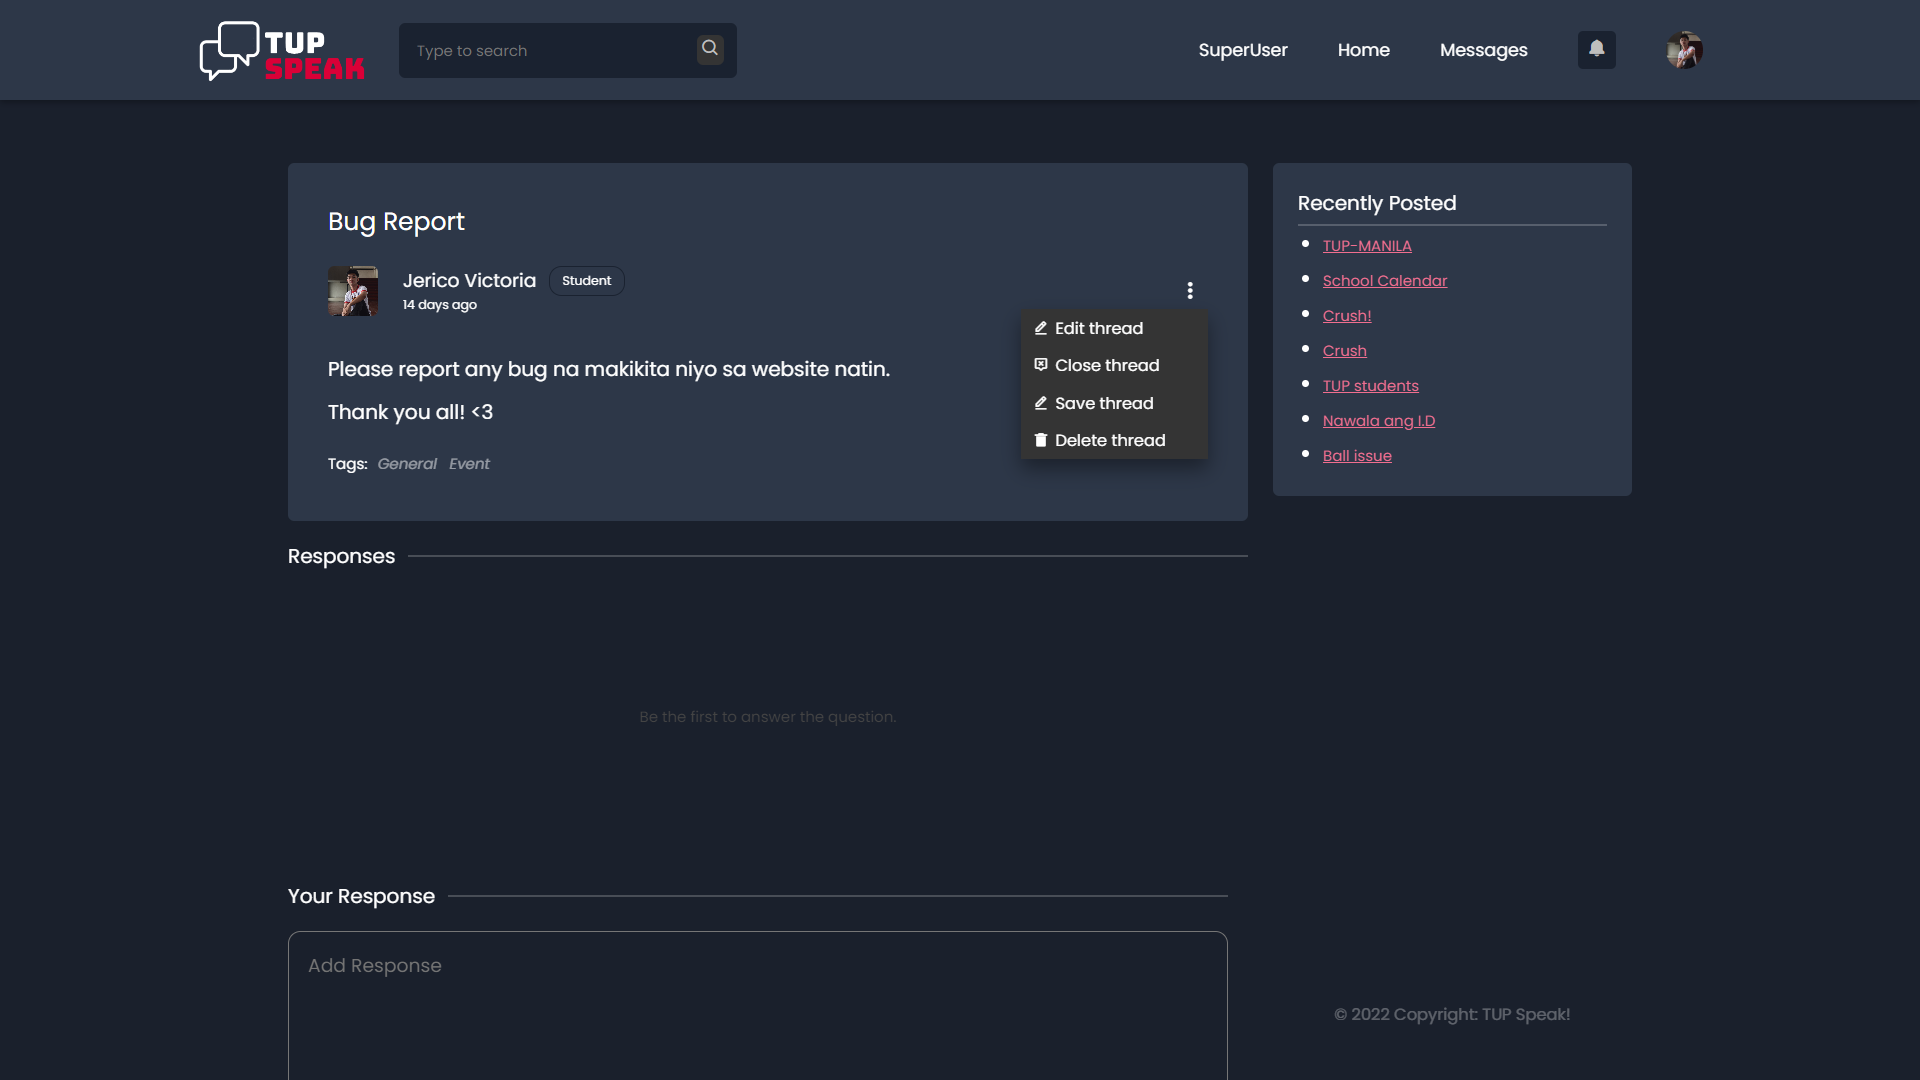 TUP
SPEAK
Type to search
SuperUser
Home
Messages
Bug Report
Jerico Victoria
Student
14 days ago
Edit thread
Close thread
Save thread
Delete thread
Please report any bug na makikita niyo sa website natin.
Thank you all! <3
Tags: General Event
Recently Posted
TUP-MANILA
School Calendar
Crush!
Crush
TUP students
Nawala ang I.D
Ball issue
Responses
Be the first to answer the question.
Your Response
Add Response
© 2022 Copyright: TUP Speak!